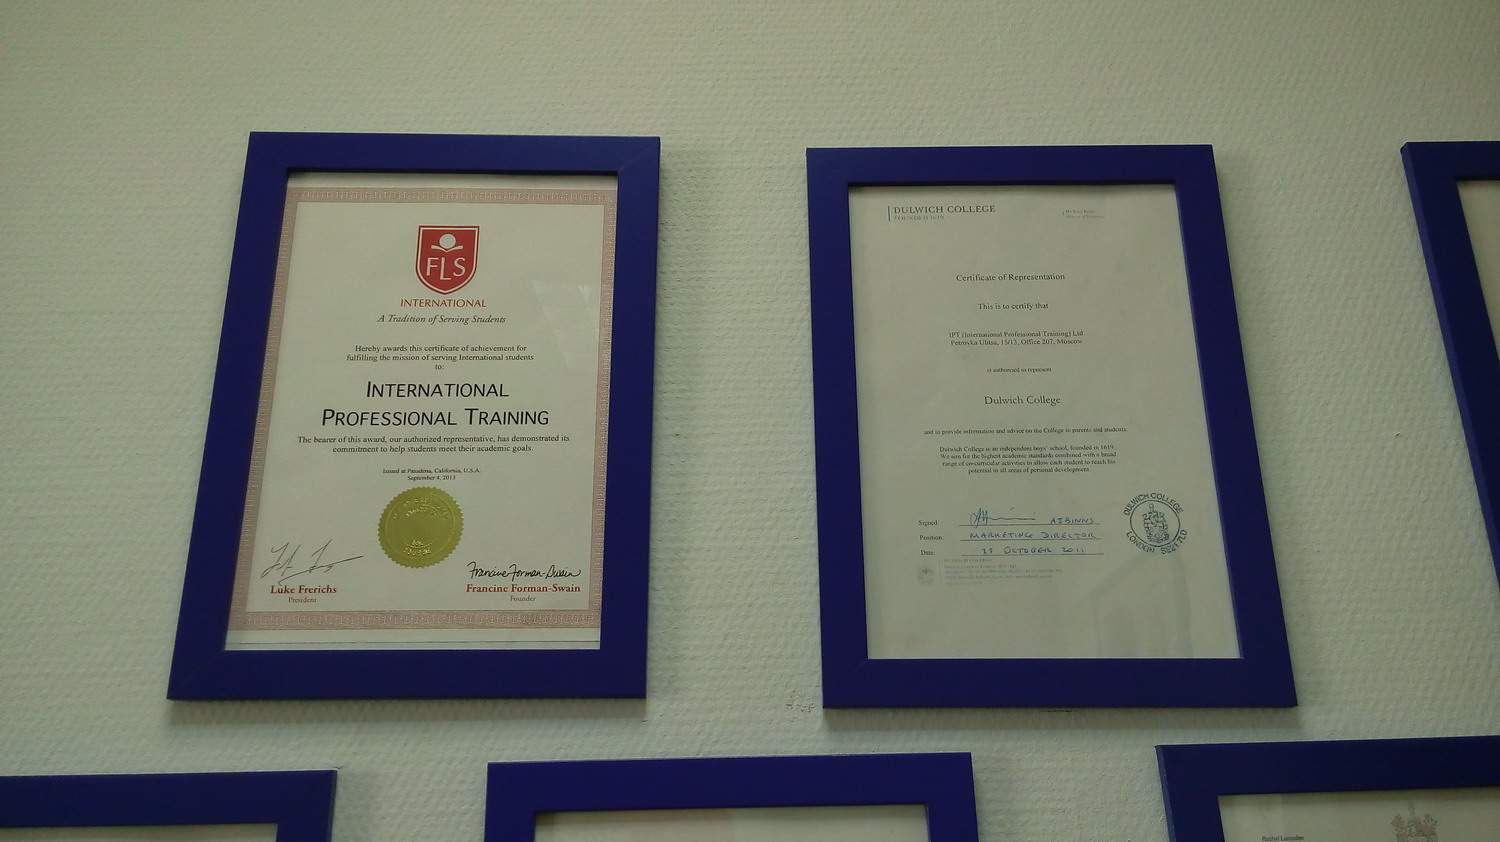 FLS
INTERNATIONAL
A Tradition of Serving Students
Hereby awards this certificate of achievement for
fulfilling the mission of serving International students
to:
INTERNATIONAL
PROFESSIONAL TRAINING
The bearer of this award, our authorized representative, has demonstrated its
commitment to help students meet their academic goals.
Issued at Pasadena, California, U.S.A.
September 4, 2013
Luke Frerichs
President
Francine Forman-Swain
Francine Forman-Swain
Founder
DULWICH COLLEGE
FOUNDED 1619
Certificate of Representation
This is to certify that
IPT (International Professional Training) Ltd
Petrovka Ulitsa, 15/13, Office 207, Moscow
is authorised to represent
Dulwich College
and to provide information and advice on the College to parents and students.
Dulwich College is an independent boys' school, founded in 1619.
We aim for the highest academic standards combined with a broad
range of co-curricular activities to allow each student to reach his
potential in all areas of personal development
Signed: AJBINNS
Position: MARKETING DIRECTOR
Date: 25 OCTOBER 2011
DULWICH COLLEGE
LONDON SE21 7LD
Rachel Lumsden